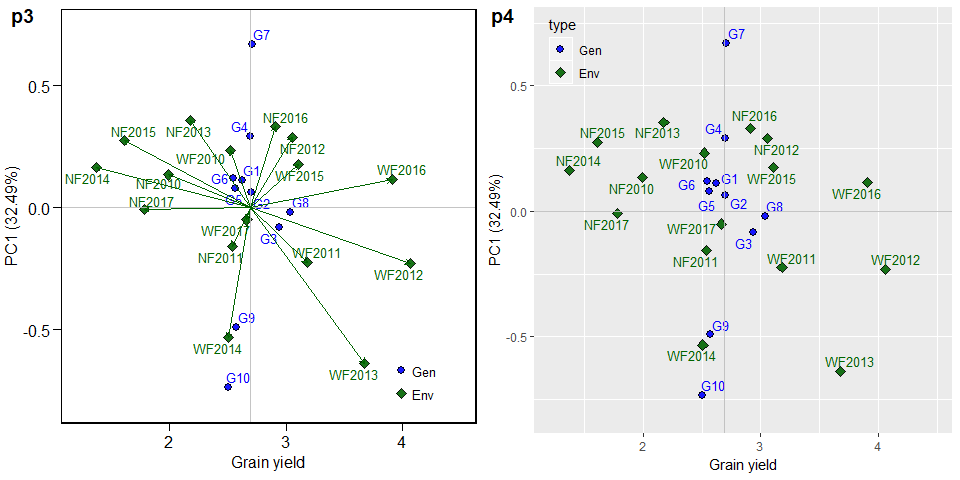 p3
G7
0.5
NF2016
NF2015
NF2013
G4
NF2012
WF2010
WF2015
WF2016
NF2014
NF2010
G6
G1
G5
G2
NF2017
G8
0.0
WF2017
G3
NF2011
WF2011
WF2012
-0.5
G9
WF2014
WF2013
G10
Gen
Env
PC1 (32.49%)
2
3
4
Grain yield
p4
type
Gen
Env
G7
0.5
NF2016
NF2015
NF2013
G4
NF2012
NF2014
WF2010
WF2015
NF2010
G6
G1
WF2016
G5
G2
G8
0.0
NF2017
WF2017
G3
NF2011
WF2011
WF2012
-0.5
G9
WF2014
WF2013
G10
PC1 (32.49%)
2
3
4
Grain yield